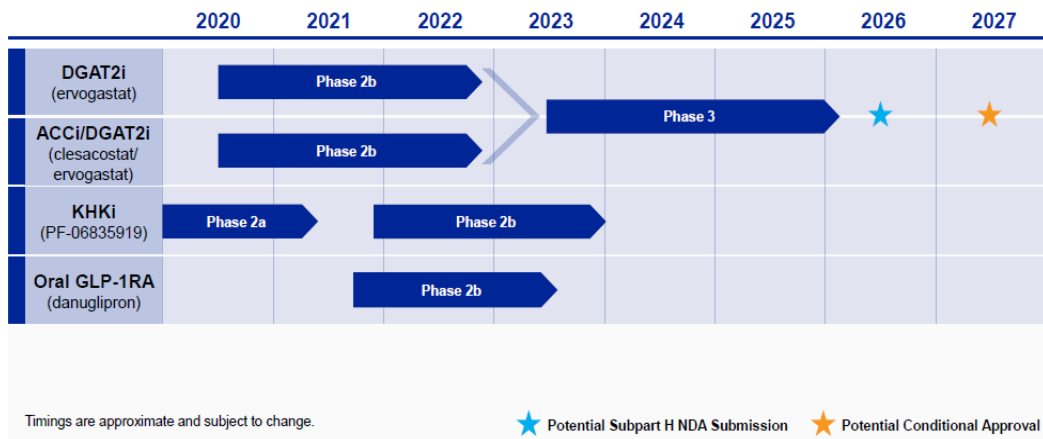 2020 2021 2022 2023 2024 2025 2026 2027
DGAT2i
(ervogastat)
Phase 2b
Phase 3
ACCi/DGAT2i
(clesacostat/
ervogastat)
Phase 2b
KHKi
(PF-06835919)
Phase 2a
Phase 2b
Oral GLP-1RA
(danuglipron)
Phase 2b
Timings are approximate and subject to change.
Potential Subpart H NDA Submission
Potential Conditional Approval